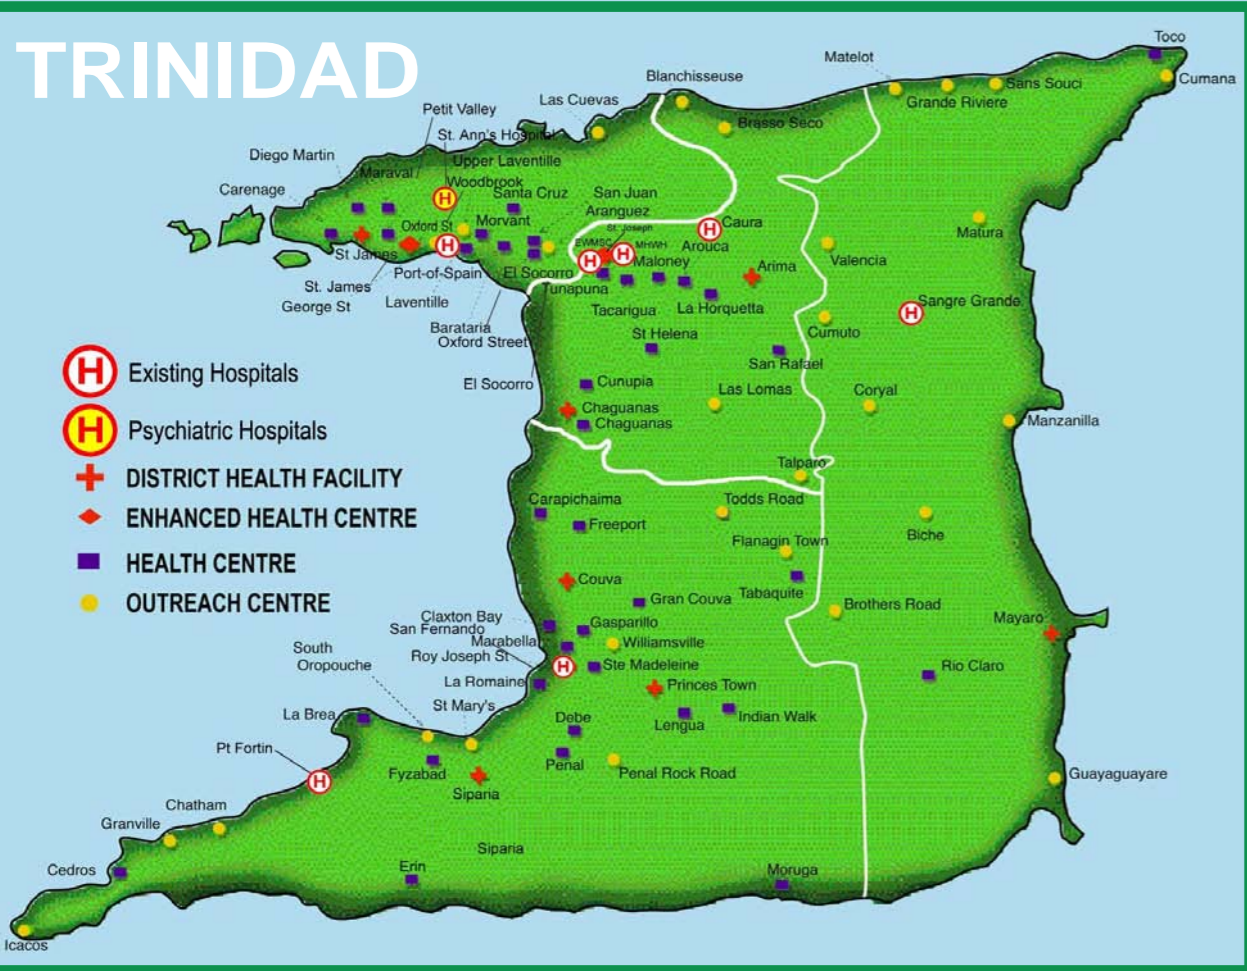 TRINIDAD
Toco
Matelot
Cumana
Blanchisseuse
Sans Souci
Las Cuevas
Grande Riviere
Petit Valley
Brasso Seco
St. Ann's Hospital
Diego Martin
Upper Laventille
Maraval
Woodbrook
Carenage
Santa Cruz
San Juan
Aranguez
Oxford St
Morvant
St. Joseph
Caura
Matura
EWMSC
MHWH
Arouca
St James
Maloney
Valencia
Port-of-Spain
El Socorro
Arima
St. James
Tunapuna
George St
Laventille
Tacarigua
La Horquetta
Sangre Grande
Barataria
Oxford Street
St Helena
Cumuto
San Rafael
Existing Hospitals
El Socorro
Cunupia
Las Lomas
Coryal
Chaguanas
Chaguanas
Manzanilla
Psychiatric Hospitals
Talparo
DISTRICT HEALTH FACILITY
Carapichaima
Todds Road
ENHANCED HEALTH CENTRE
Freeport
Flanagin Town
Biche
HEALTH CENTRE
Couva
Tabaquite
OUTREACH CENTRE
Gran Couva
Brothers Road
Claxton Bay
San Fernando
Gasparillo
Mayaro
Marabella
Williamsville
South
Oropouche
Roy Joseph St
Ste Madeleine
Rio Claro
La Romaine
Princes Town
St Mary's
La Brea
Debe
Lengua
Indian Walk
Pt Fortin
Fyzabad
Penal
Penal Rock Road
Guayaguayare
Siparia
Chatham
Granville
Siparia
Cedros
Erin
Moruga
Icacos
H
H
H
H
H
H
H
H
H
H